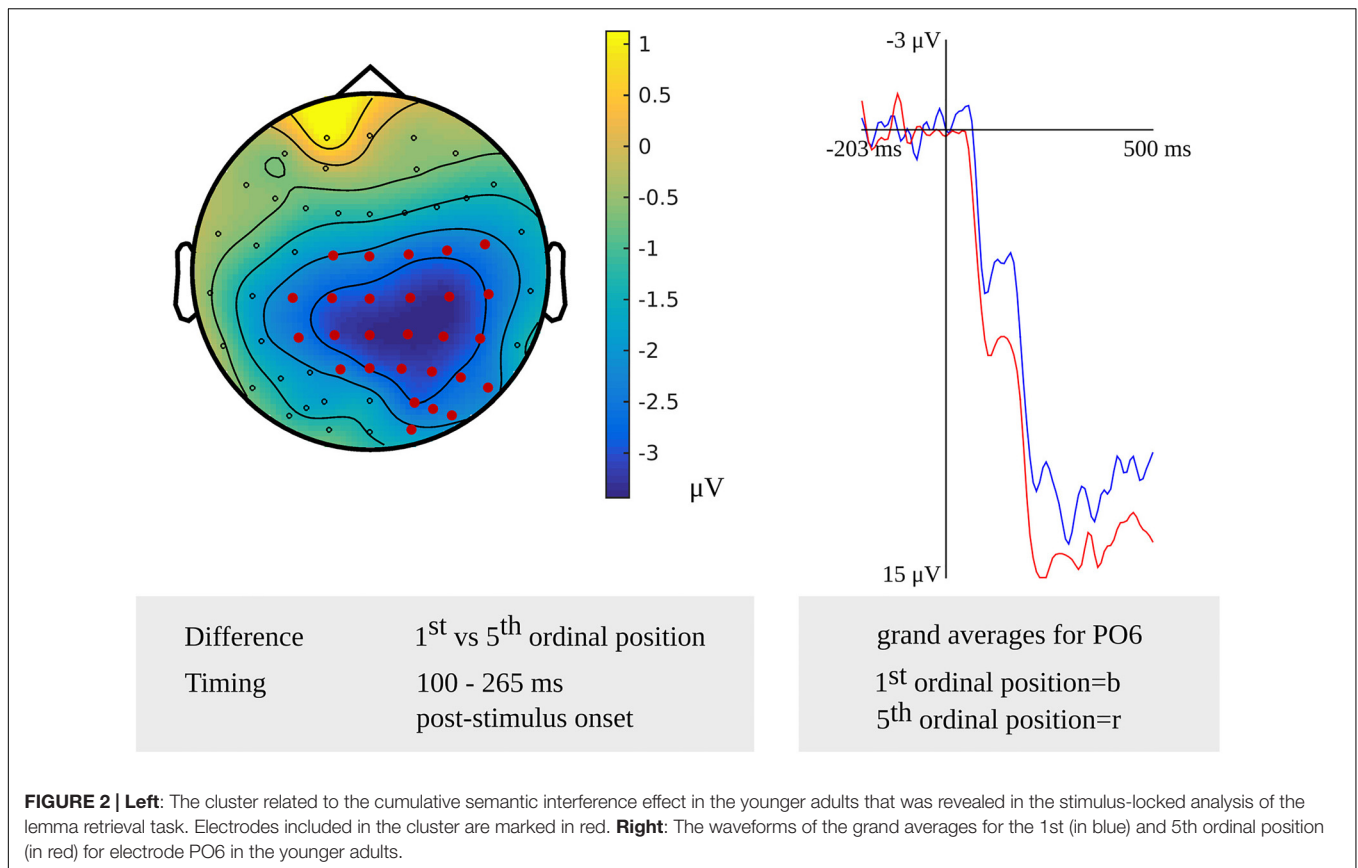 1
0.5
0
-0.5
-1
-1.5
-2
-2.5
-3
μV
-3 μV
-203 ms
500 ms
15 μV
Difference 1st vs 5th ordinal position
Timing 100 - 265 ms
post-stimulus onset
grand averages for PO6
1st ordinal position=b
5th ordinal position=r
FIGURE 2 | Left: The cluster related to the cumulative semantic interference effect in the younger adults that was revealed in the stimulus-locked analysis of the
lemma retrieval task. Electrodes included in the cluster are marked in red. Right: The waveforms of the grand averages for the 1st (in blue) and 5th ordinal position
(in red) for electrode PO6 in the younger adults.